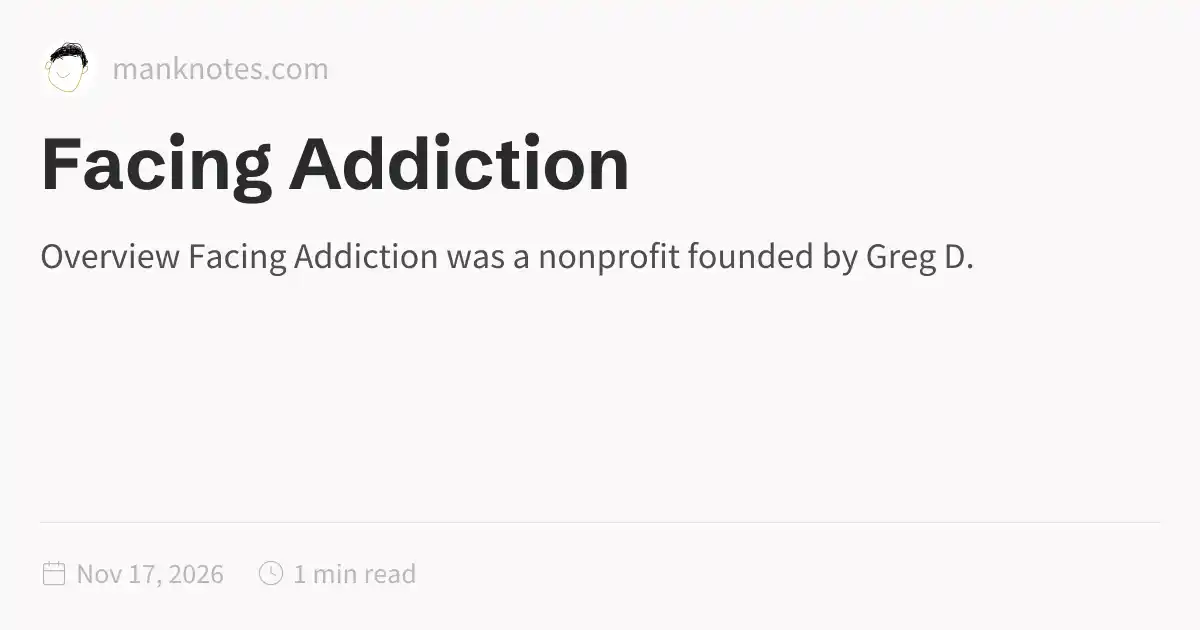 manknotes.com
Facing Addiction
Overview Facing Addiction was a nonprofit founded by Greg D.
Nov 17, 2026 1 min read